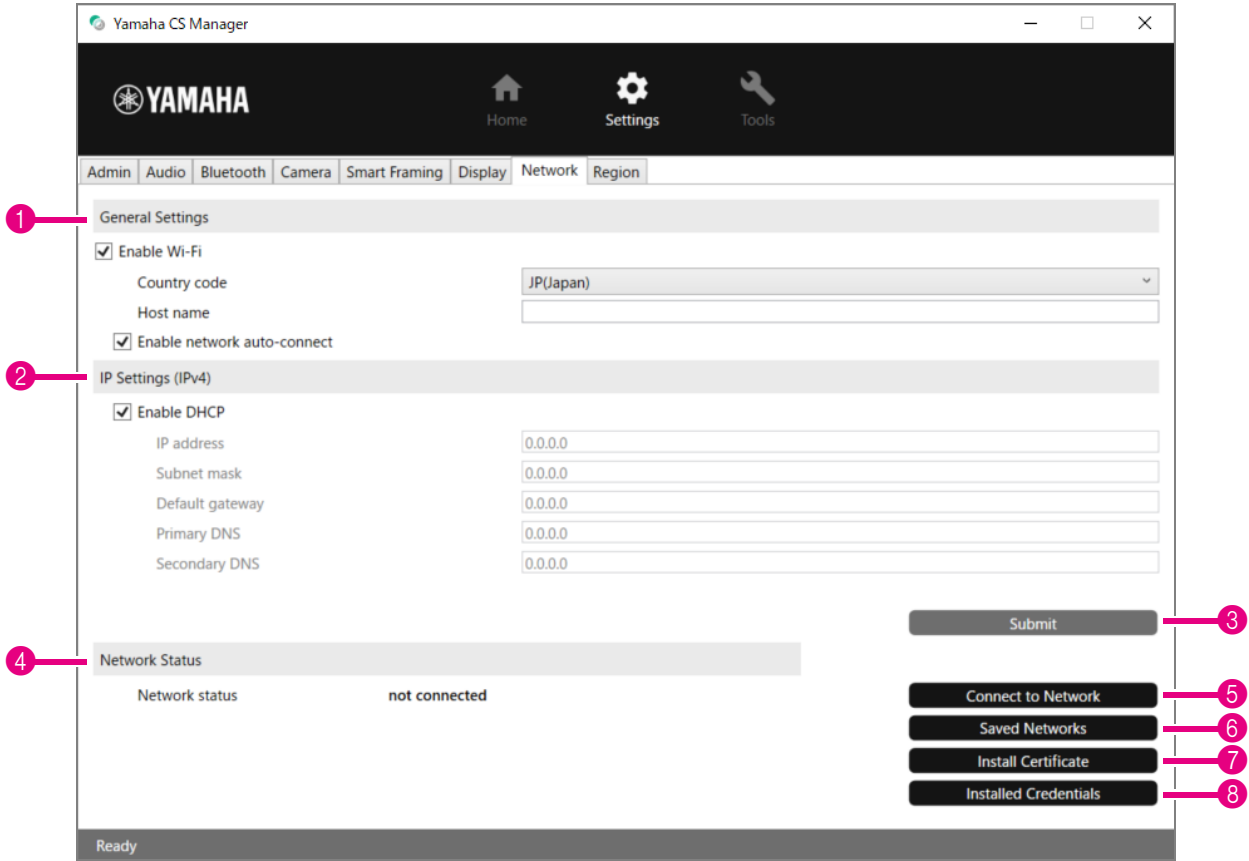 Yamaha CS Manager
YAMAHA
Home Settings Tools
Admin Audio Bluetooth Camera Smart Framing Display Network Region
1 General Settings
Enable Wi-Fi
Country code JP(Japan)
Host name
Enable network auto-connect
2 IP Settings (IPv4)
Enable DHCP
IP address 0.0.0.0
Subnet mask 0.0.0.0
Default gateway 0.0.0.0
Primary DNS 0.0.0.0
Secondary DNS 0.0.0.0
Submit 3
4 Network Status
Network status not connected
Connect to Network 5
Saved Networks 6
Install Certificate 7
Installed Credentials 8
Ready